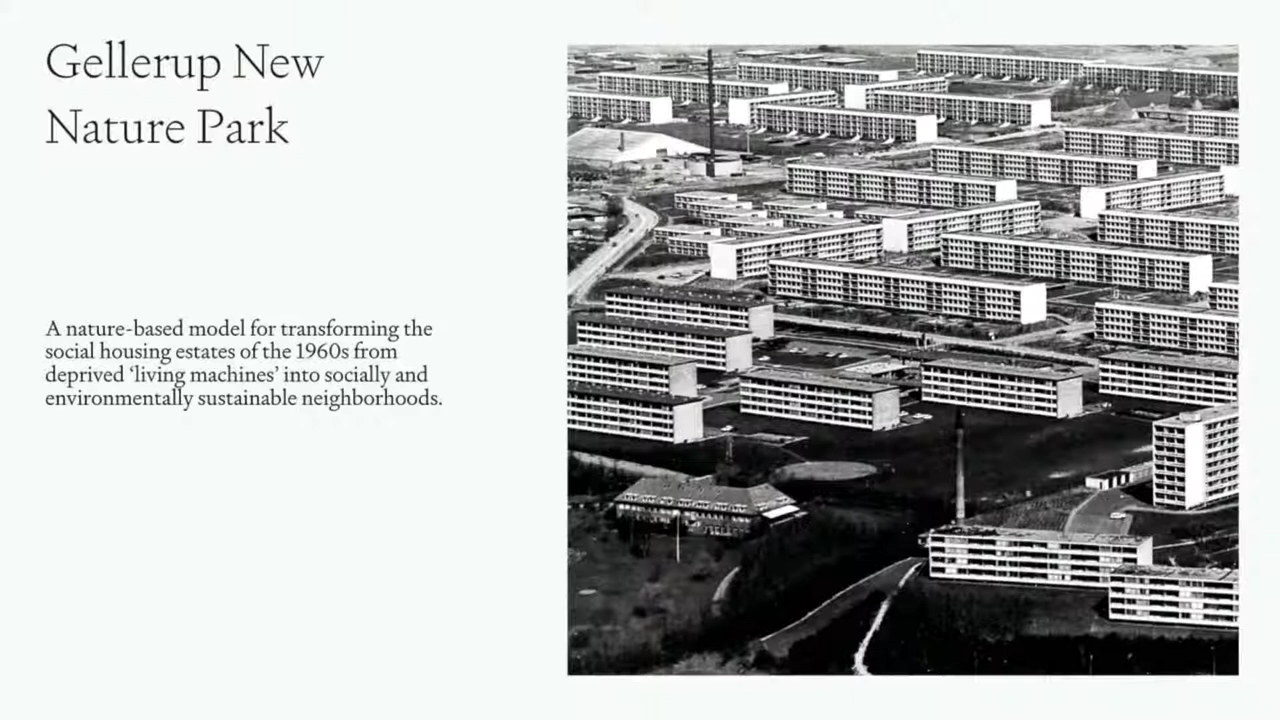 Gellerup New
Nature Park
A nature-based model for transforming the
social housing estates of the 1960s from
deprived ‘living machines’ into socially and
environmentally sustainable neighborhoods.